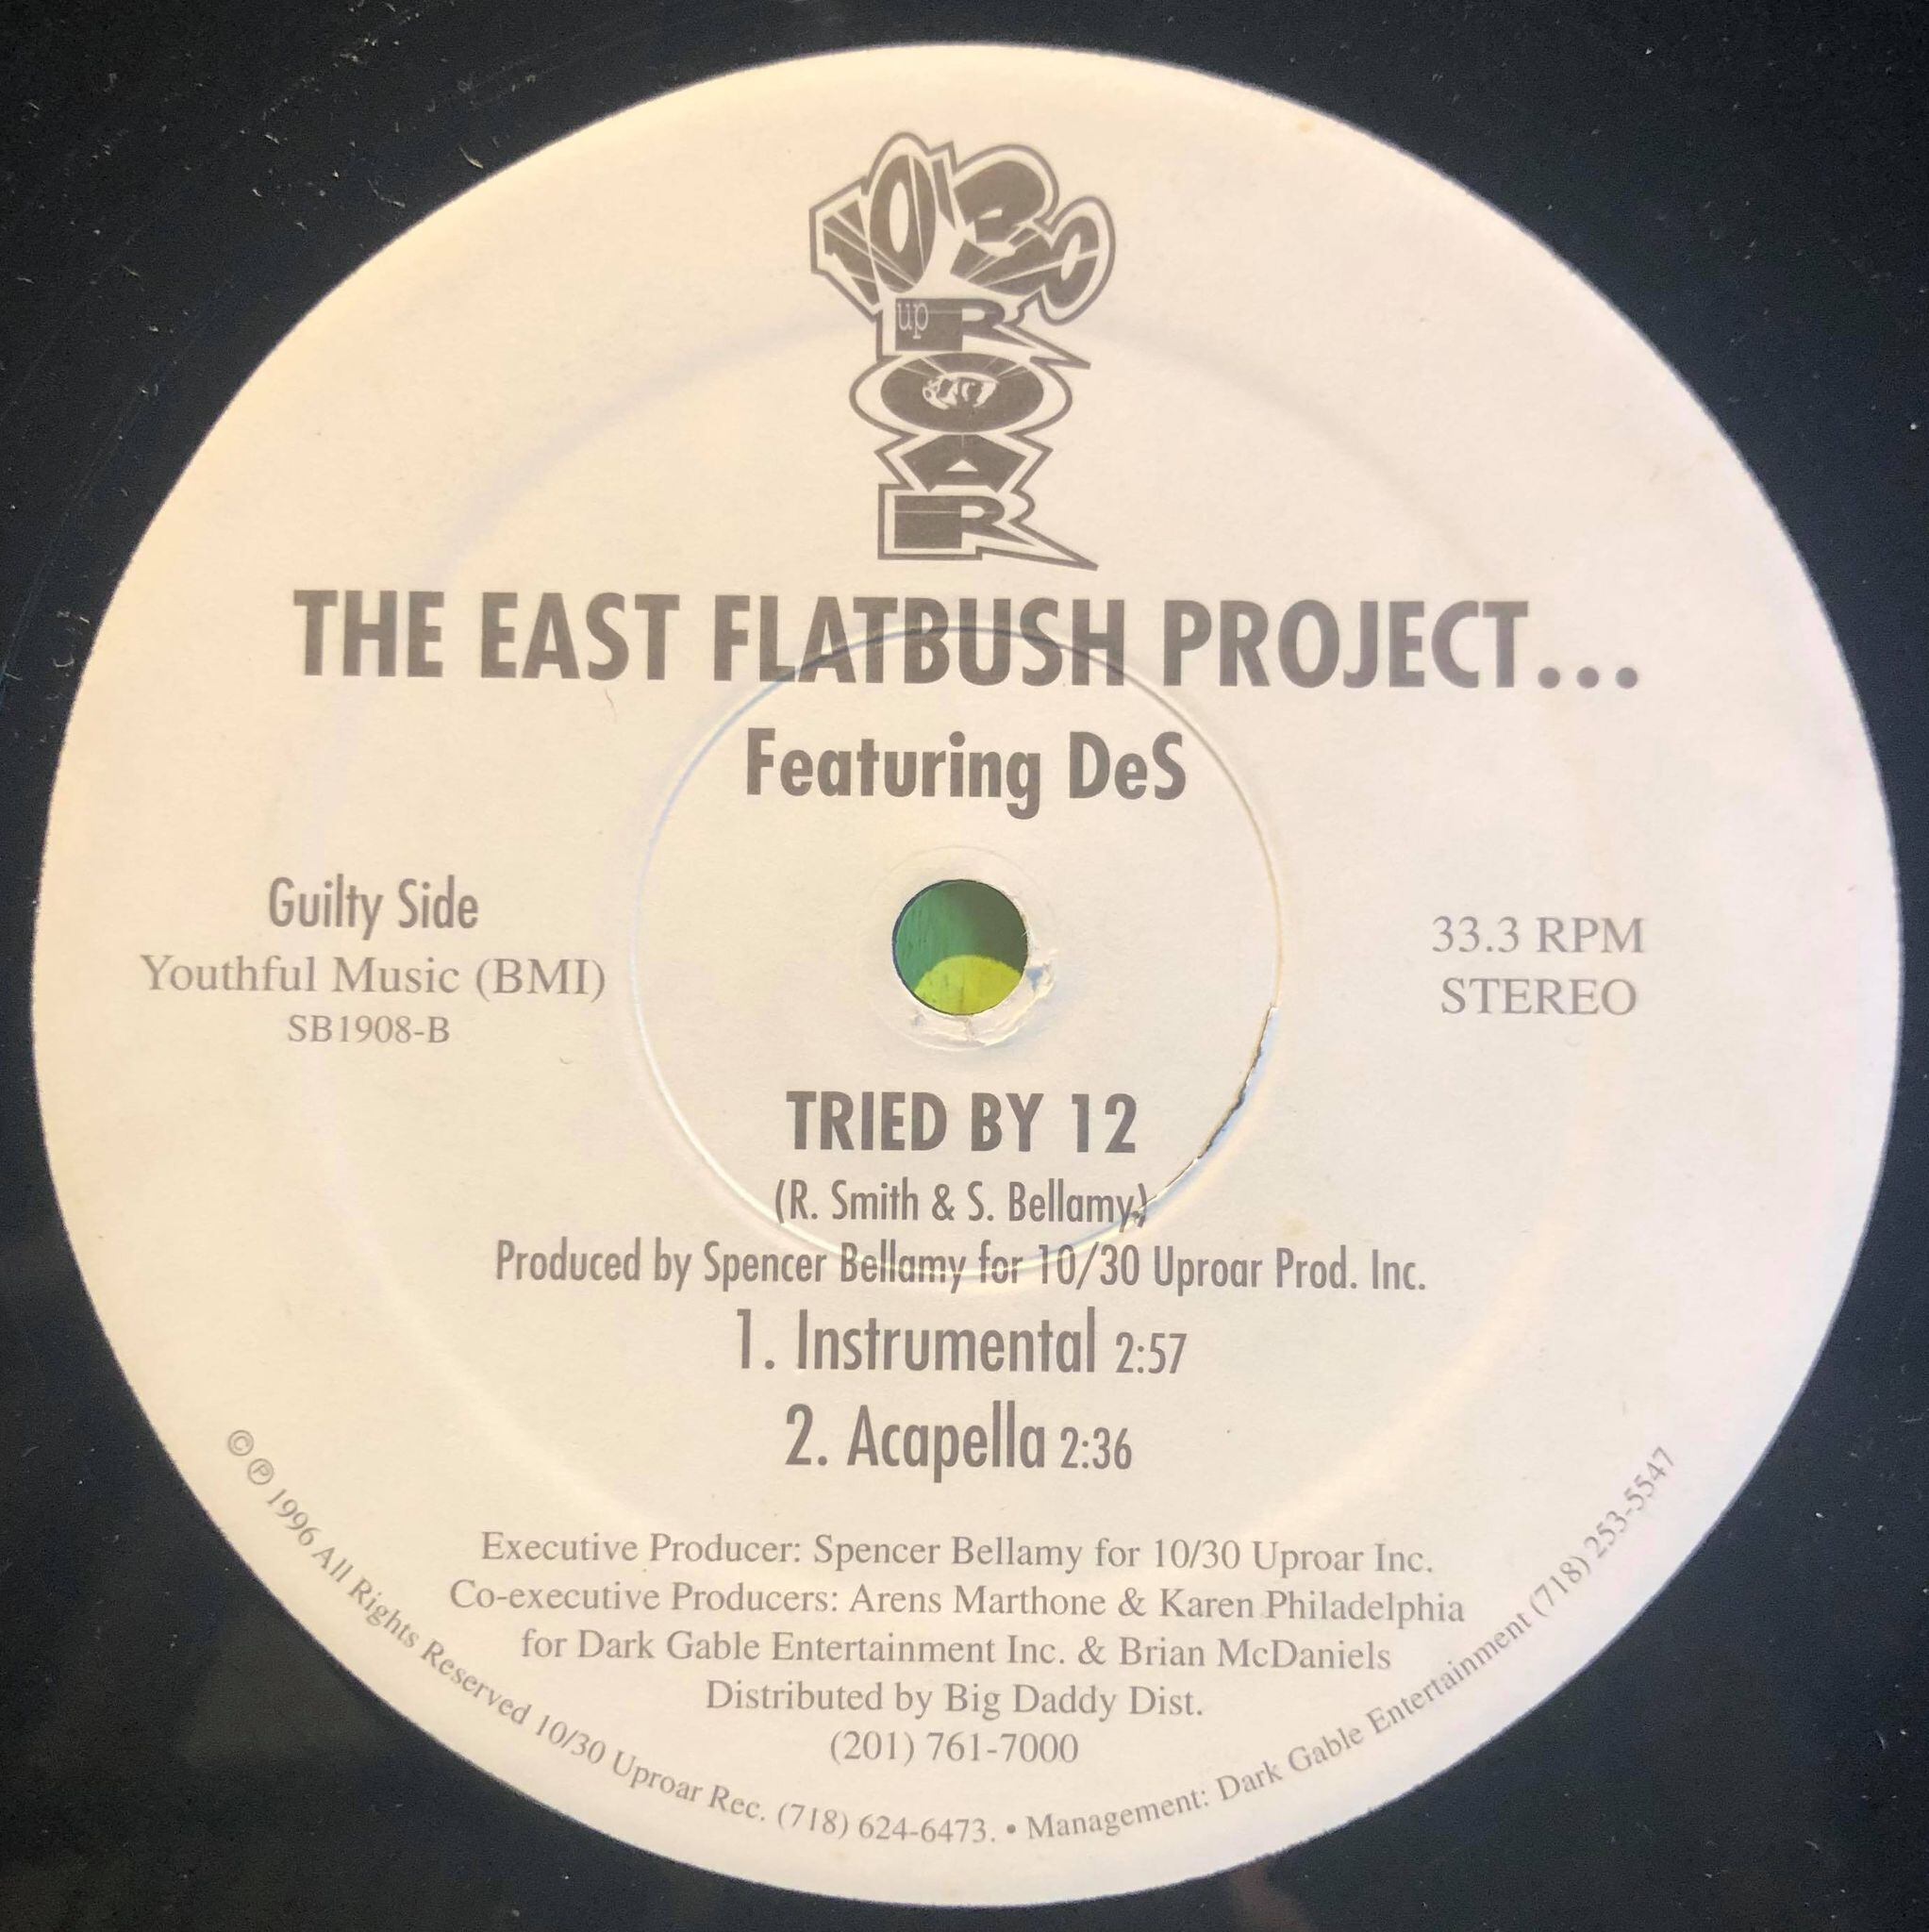 10/30
up ROAR
THE EAST FLATBUSH PROJECT...
Featuring DeS
Guilty Side
Youthful Music (BMI)
SB1908-B
33.3 RPM
STEREO
TRIED BY 12
(R. Smith & S. Bellamy)
Produced by Spencer Bellamy for 10/30 Uproar Prod. Inc.
1. Instrumental 2:57
2. Acapella 2:36
Executive Producer: Spencer Bellamy for 10/30 Uproar Inc.
Co-executive Producers: Arens Marthone & Karen Philadelphia
for Dark Gable Entertainment Inc. & Brian McDaniels
Distributed by Big Daddy Dist.
(201) 761-7000
©℗ 1996 All Rights Reserved 10/30 Uproar Rec. (718) 624-6473. • Management: Dark Gable Entertainment (718) 253-5547